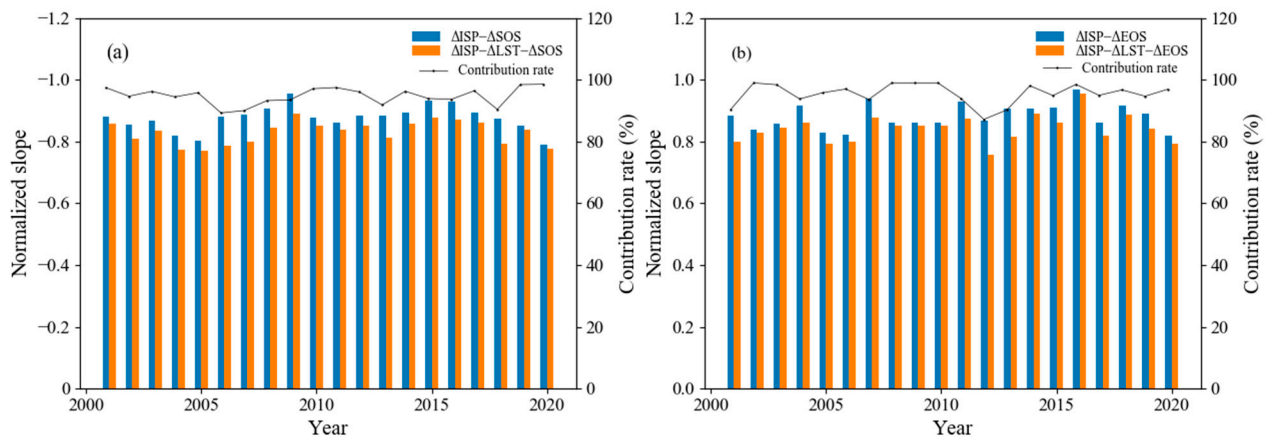 (a)
ΔISP−ΔSOS
ΔISP−ΔLST−ΔSOS
Contribution rate
−1.2
−1.0
−0.8
−0.6
−0.4
−0.2
0
Normalized slope
120
100
80
60
40
20
0
Contribution rate (%)
2000 2005 2010 2015 2020
Year
(b)
ΔISP−ΔEOS
ΔISP−ΔLST−ΔEOS
Contribution rate
1.2
1.0
0.8
0.6
0.4
0.2
0.0
Normalized slope
120
100
80
60
40
20
0
Contribution rate (%)
2000 2005 2010 2015 2020
Year